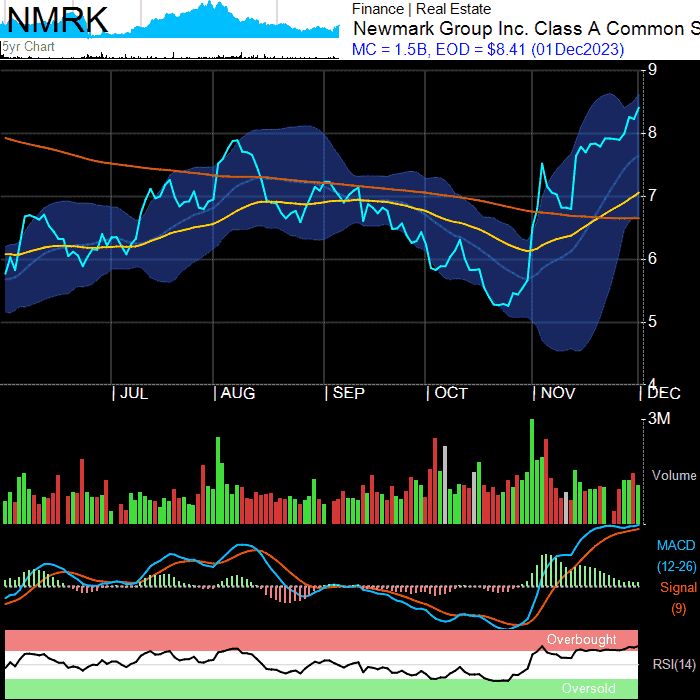 NMRK
5yr Chart
Finance | Real Estate
Newmark Group Inc. Class A Common S
MC = 1.5B, EOD = $8.41 (01Dec2023)
9
8
7
6
5
4
JUL AUG SEP OCT NOV DEC
3M
Volume
MACD
(12-26)
Signal
(9)
Overbought
RSI(14)
Oversold